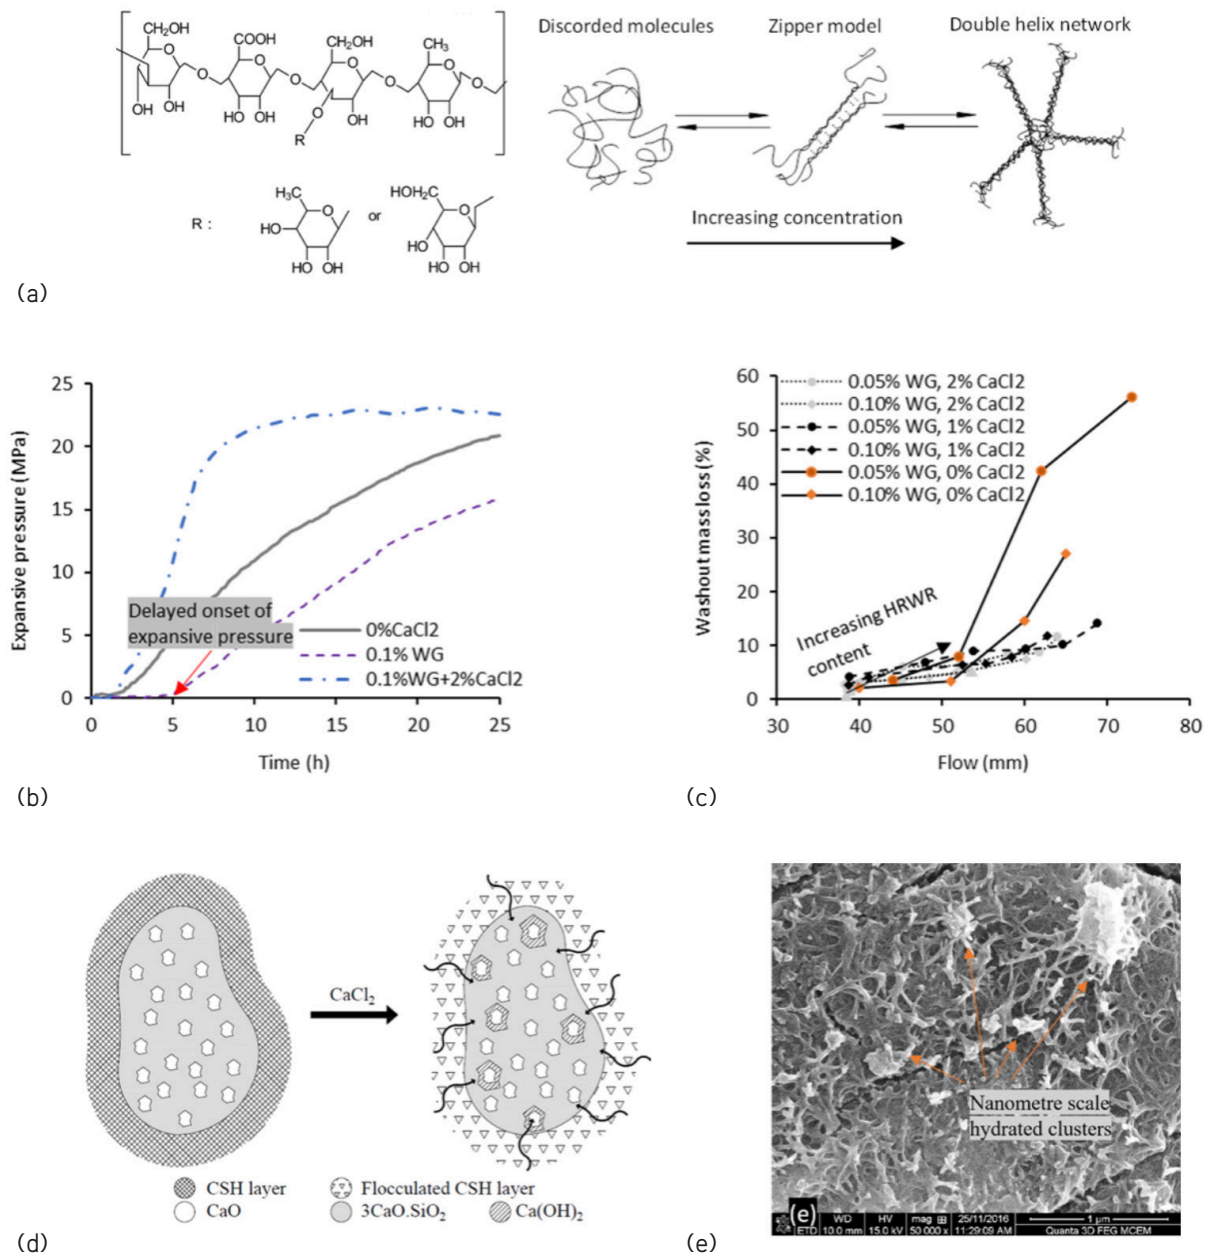 CH₂OH
COOH
CH₂OH
CH₃
O
O
O
O
O
O
O
O
OH
OH
HO
OH
O
OH
HO
OH
R
R :
H₃C
O
HO
HO
OH
or
HOH₂C
O
HO
HO
OH
Discorded molecules
Zipper model
Double helix network
Increasing concentration
(a)
Expansive pressure (MPa)
25
20
15
10
5
0
Delayed onset of
expansive pressure
0%CaCl2
0.1% WG
0.1%WG+2%CaCl2
0 5 10 15 20 25
Time (h)
(b)
Washout mass loss (%)
60
50
40
30
20
10
0
0.05% WG, 2% CaCl2
0.10% WG, 2% CaCl2
0.05% WG, 1% CaCl2
0.10% WG, 1% CaCl2
0.05% WG, 0% CaCl2
0.10% WG, 0% CaCl2
Increasing HRWR
content
30 40 50 60 70 80
Flow (mm)
(c)
CaCl₂
CSH layer
Flocculated CSH layer
CaO
3CaO.SiO₂
Ca(OH)₂
(d)
Nanometre scale
hydrated clusters
(e)
ETD
WD
10.0 mm
HV
15.0 kV
mag
50 000 x
25/11/2016
11:29:09 AM
1 µm
Quanta 3D FEG MCEM
(e)